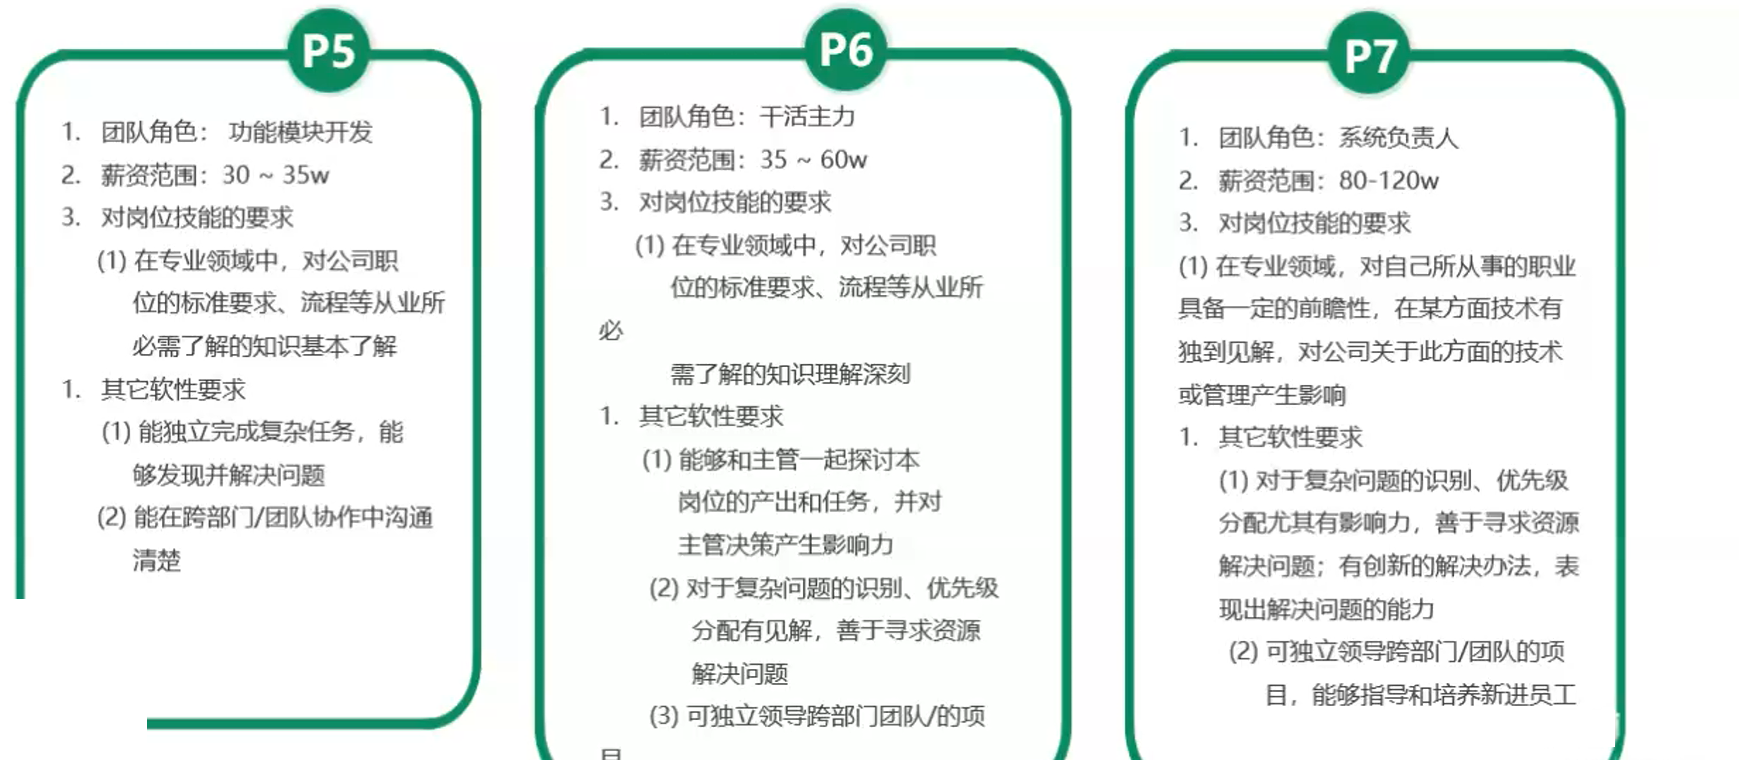 P5
1. 团队角色： 功能模块开发
2. 薪资范围：30 ~ 35w
3. 对岗位技能的要求
(1) 在专业领域中，对公司职
位的标准要求、流程等从业所
必需了解的知识基本了解
1. 其它软性要求
(1) 能独立完成复杂任务，能
够发现并解决问题
(2) 能在跨部门/团队协作中沟通
清楚
P6
1. 团队角色：干活主力
2. 薪资范围：35 ~ 60w
3. 对岗位技能的要求
(1) 在专业领域中，对公司职
位的标准要求、流程等从业所
必
需了解的知识理解深刻
1. 其它软性要求
(1) 能够和主管一起探讨本
岗位的产出和任务，并对
主管决策产生影响力
(2) 对于复杂问题的识别、优先级
分配有见解，善于寻求资源
解决问题
(3) 可独立领导跨部门团队/的项
目
P7
1. 团队角色：系统负责人
2. 薪资范围：80-120w
3. 对岗位技能的要求
(1) 在专业领域，对自己所从事的职业
具备一定的前瞻性，在某方面技术有
独到见解，对公司关于此方面的技术
或管理产生影响
1. 其它软性要求
(1) 对于复杂问题的识别、优先级
分配尤其有影响力，善于寻求资源
解决问题；有创新的解决办法，表
现出解决问题的能力
(2) 可独立领导跨部门/团队的项
目，能够指导和培养新进员工